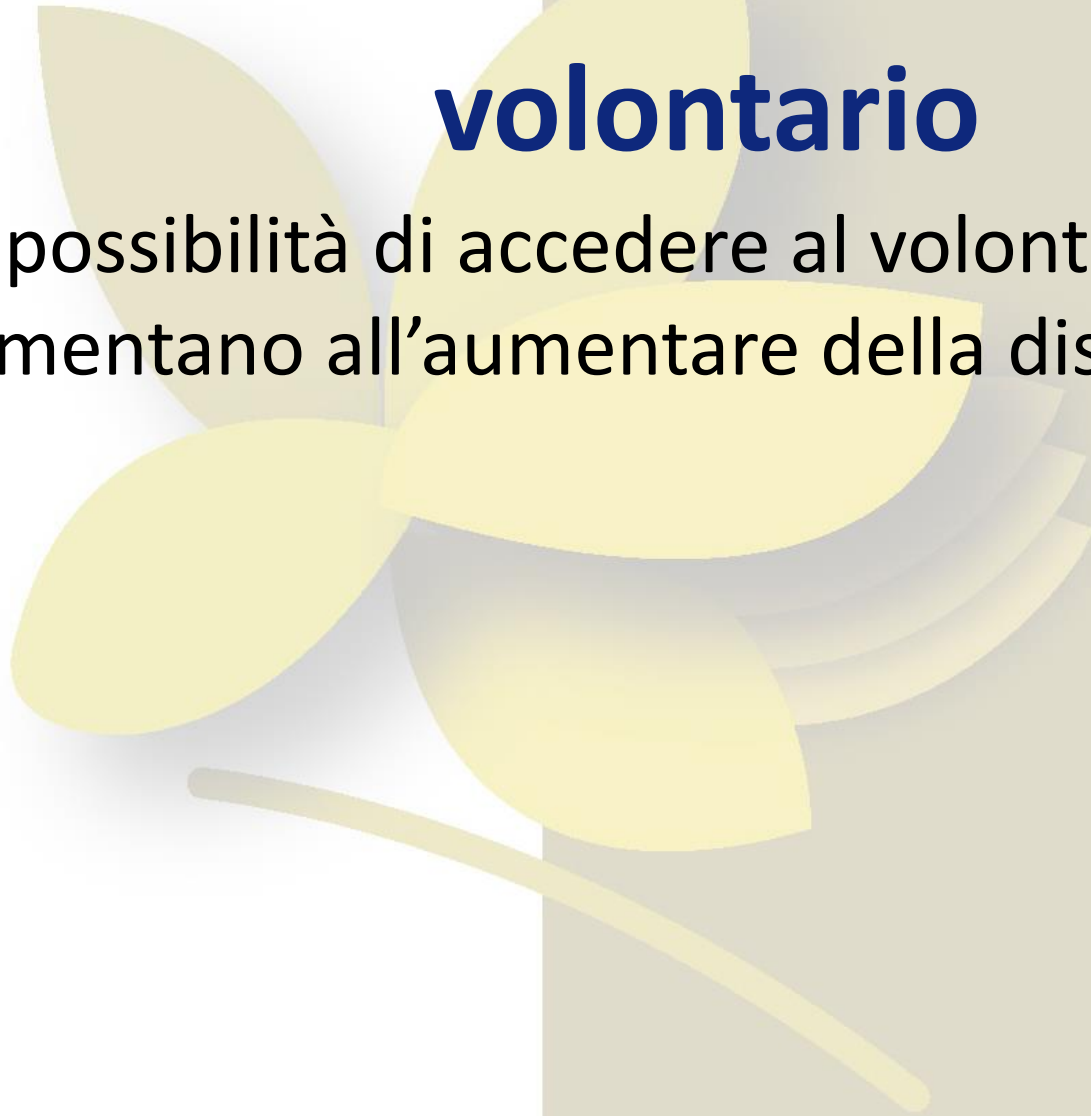 volontario
possibilità di accedere al volont
mentano all’aumentare della dis